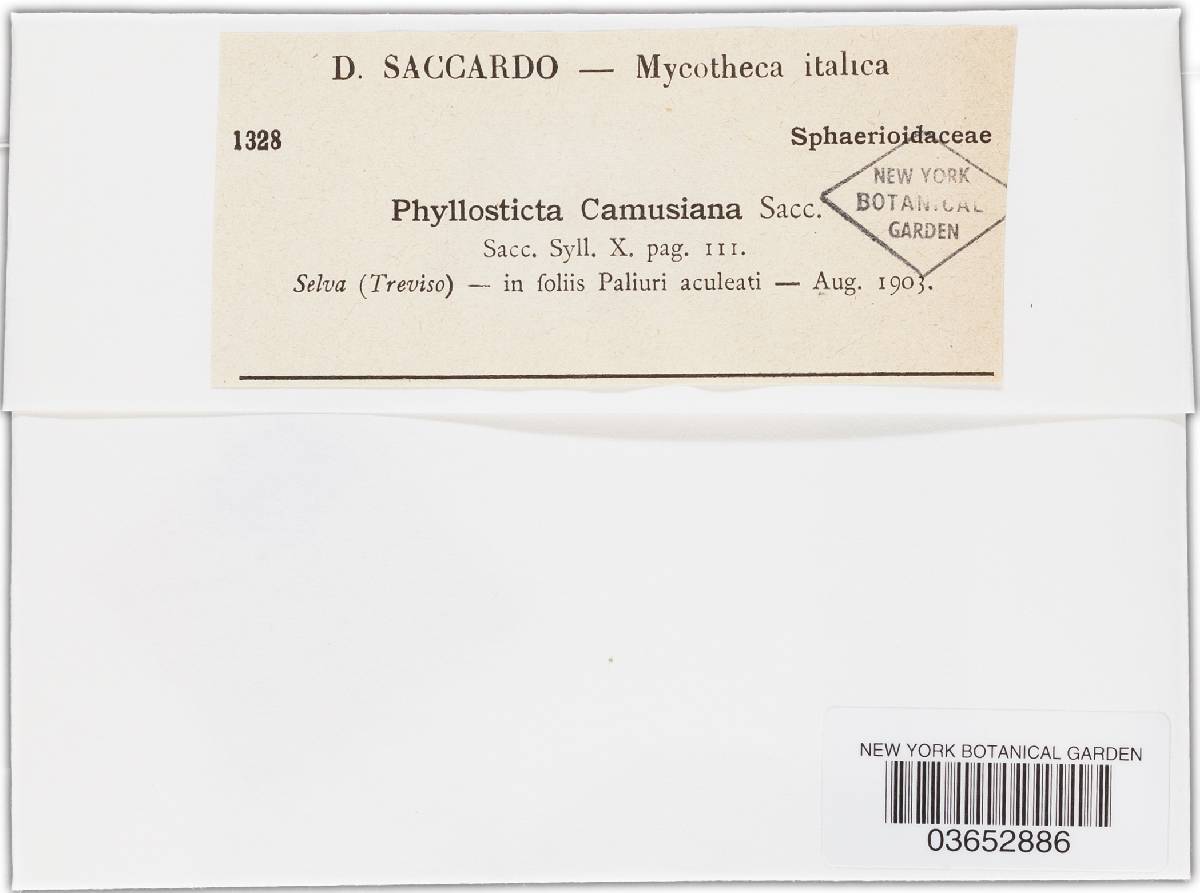 D. SACCARDO — Mycotheca italica
1328
Sphaerioidaceae
NEW YORK
BOTANICAL
GARDEN
Phyllosticta Camusiana Sacc.
Sacc. Syll. X. pag. 111.
Selva (Treviso) — in foliis Paliuri aculeati — Aug. 1903.
NEW YORK BOTANICAL GARDEN
03652886